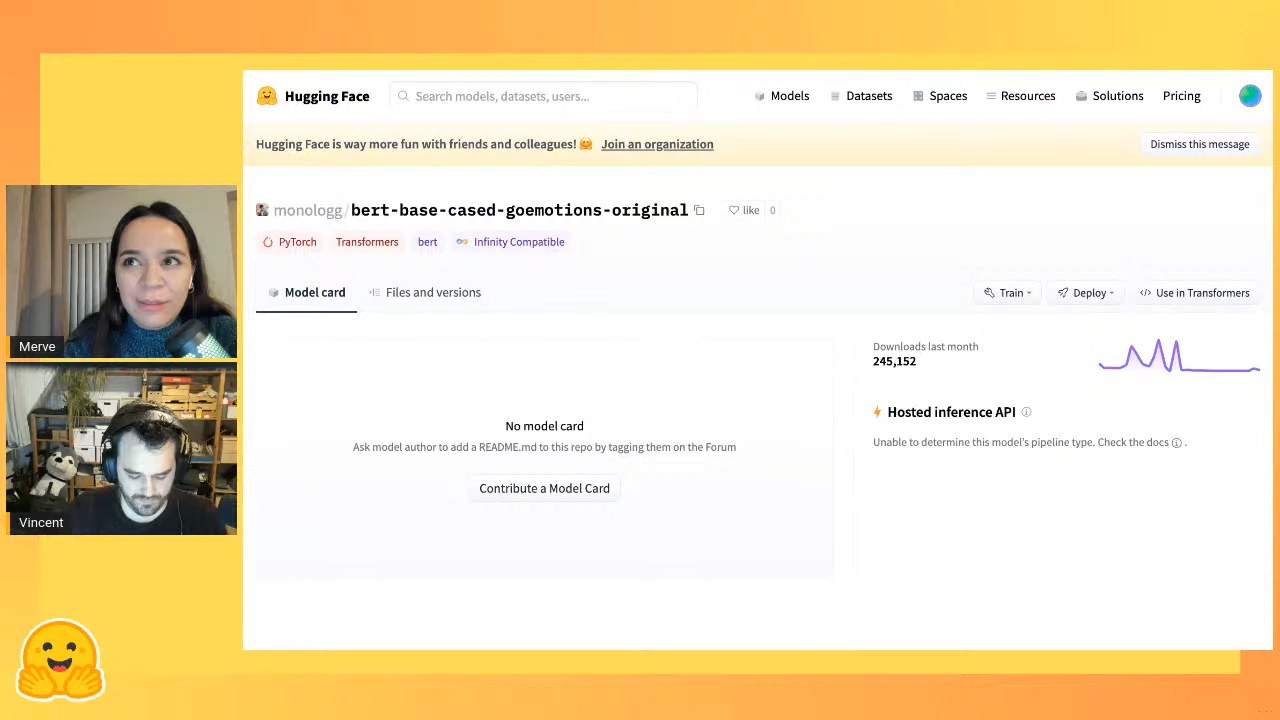 Hugging Face
Search models, datasets, users...
Models
Datasets
Spaces
Resources
Solutions
Pricing
Hugging Face is way more fun with friends and colleagues! 🤗 Join an organization
Dismiss this message
monologg/bert-base-cased-goemotions-original
like 0
PyTorch
Transformers
bert
Infinity Compatible
Model card
Files and versions
Train
Deploy
</> Use in Transformers
No model card
Ask model author to add a README.md to this repo by tagging them on the Forum
Contribute a Model Card
Downloads last month
245,152
Hosted inference API
Unable to determine this model's pipeline type. Check the docs .
Merve
Vincent